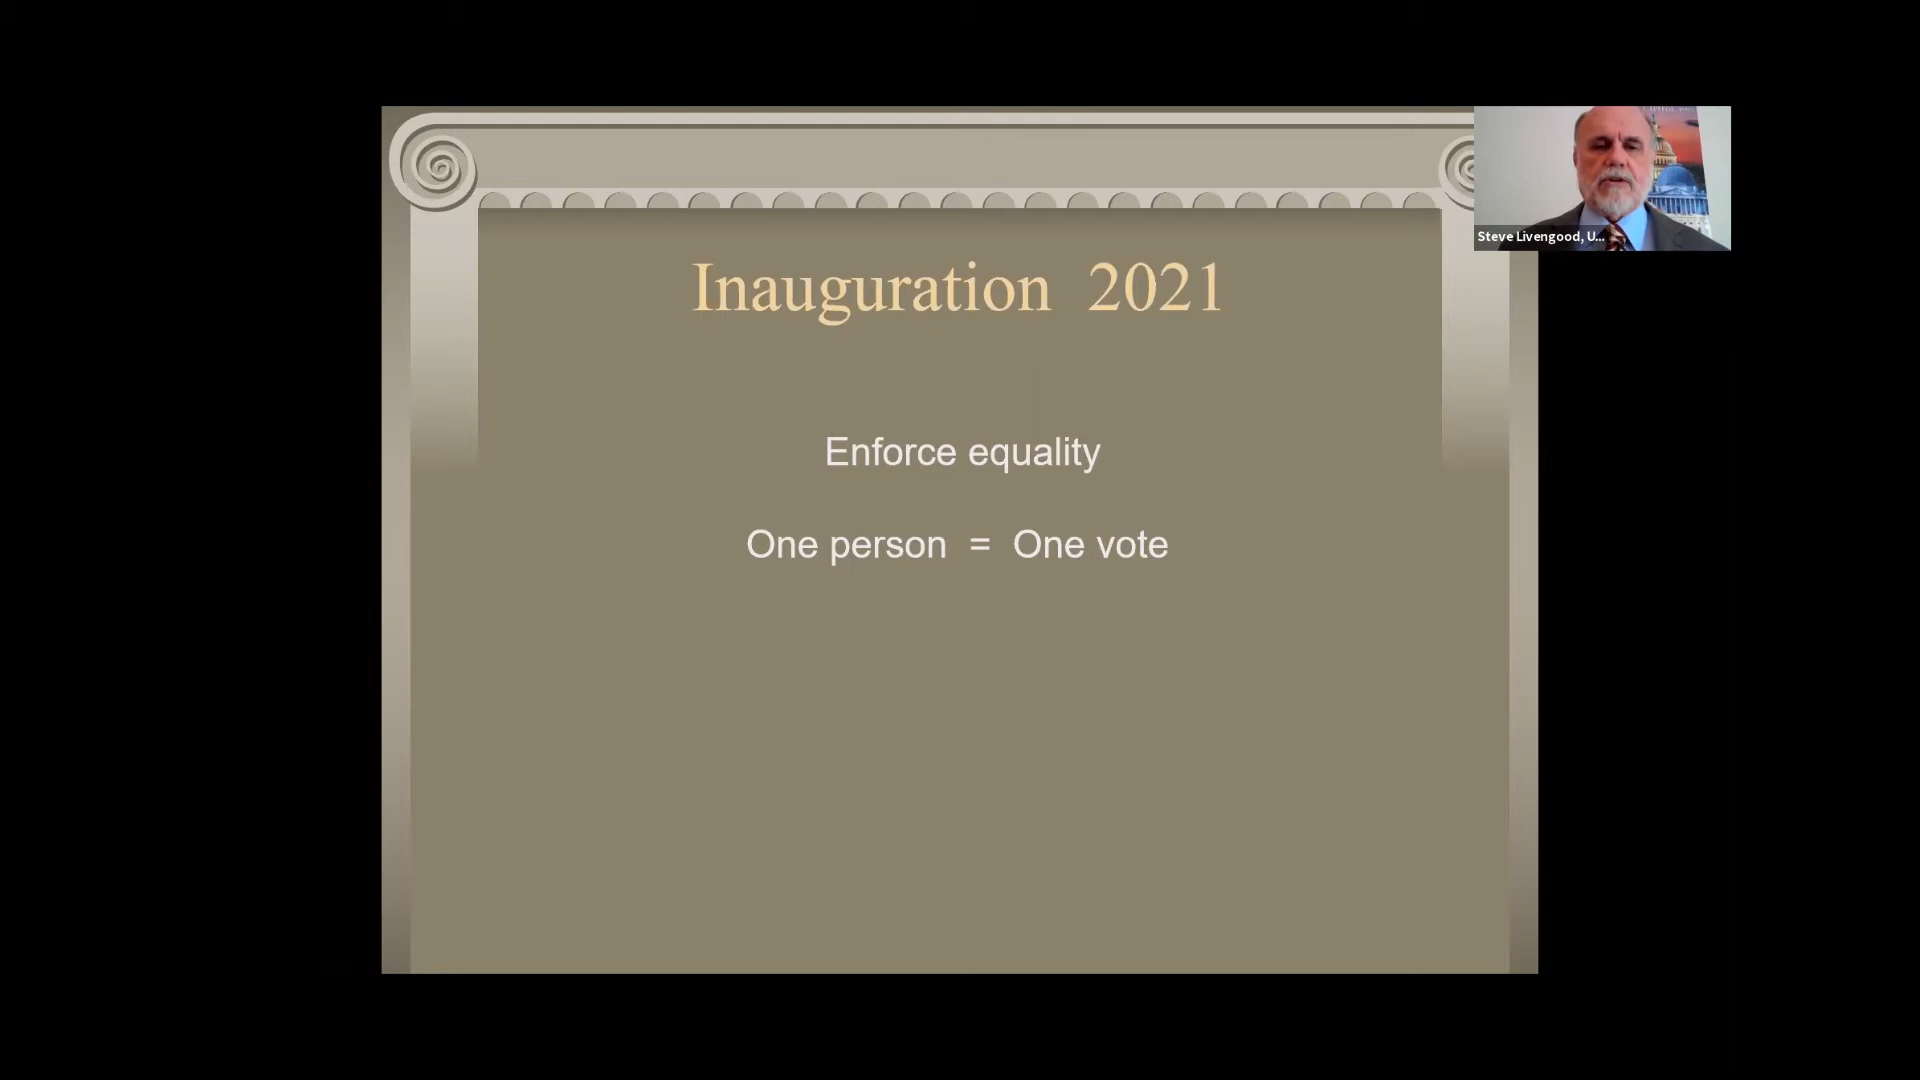 Inauguration 2021
Steve Livengood, U...
Enforce equality
One person = One vote